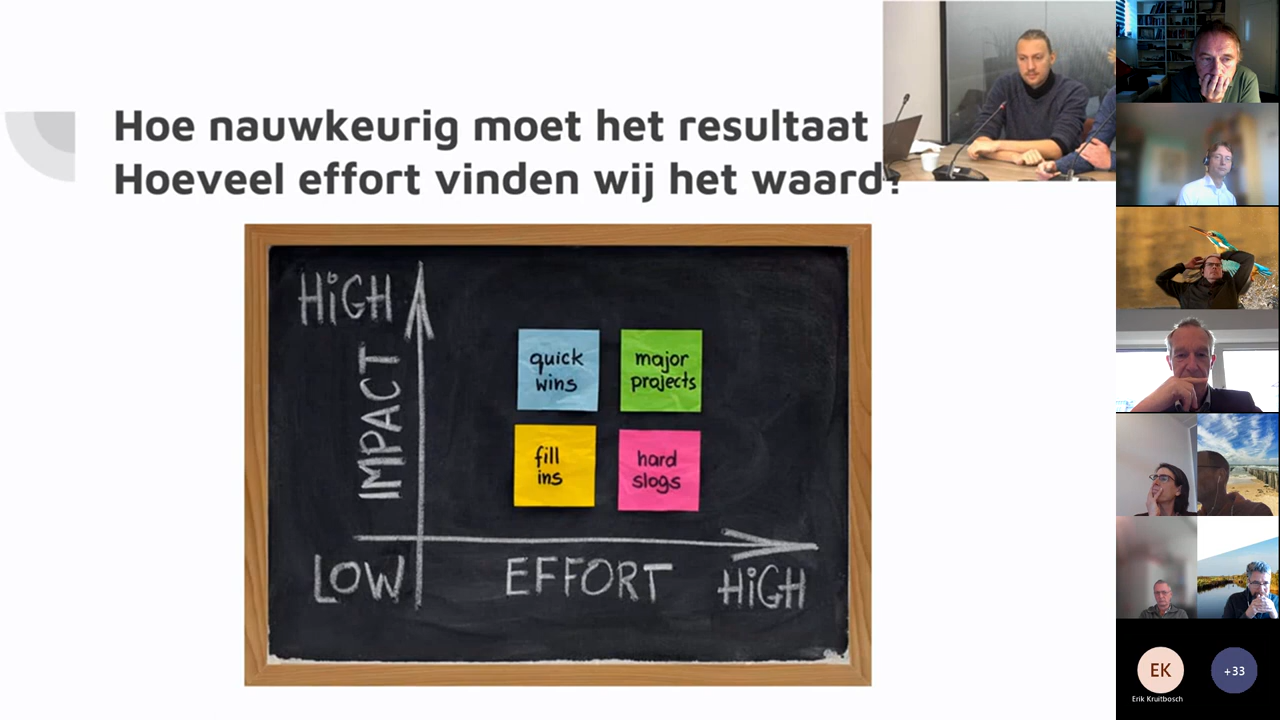 Hoe nauwkeurig moet het resultaat
Hoeveel effort vinden wij het waard?
HiGH
IMPACT
LOW
EFFORT
HiGH
quick
wins
major
projects
fill
ins
hard
slogs
EK
Erik Kruitbosch
+33